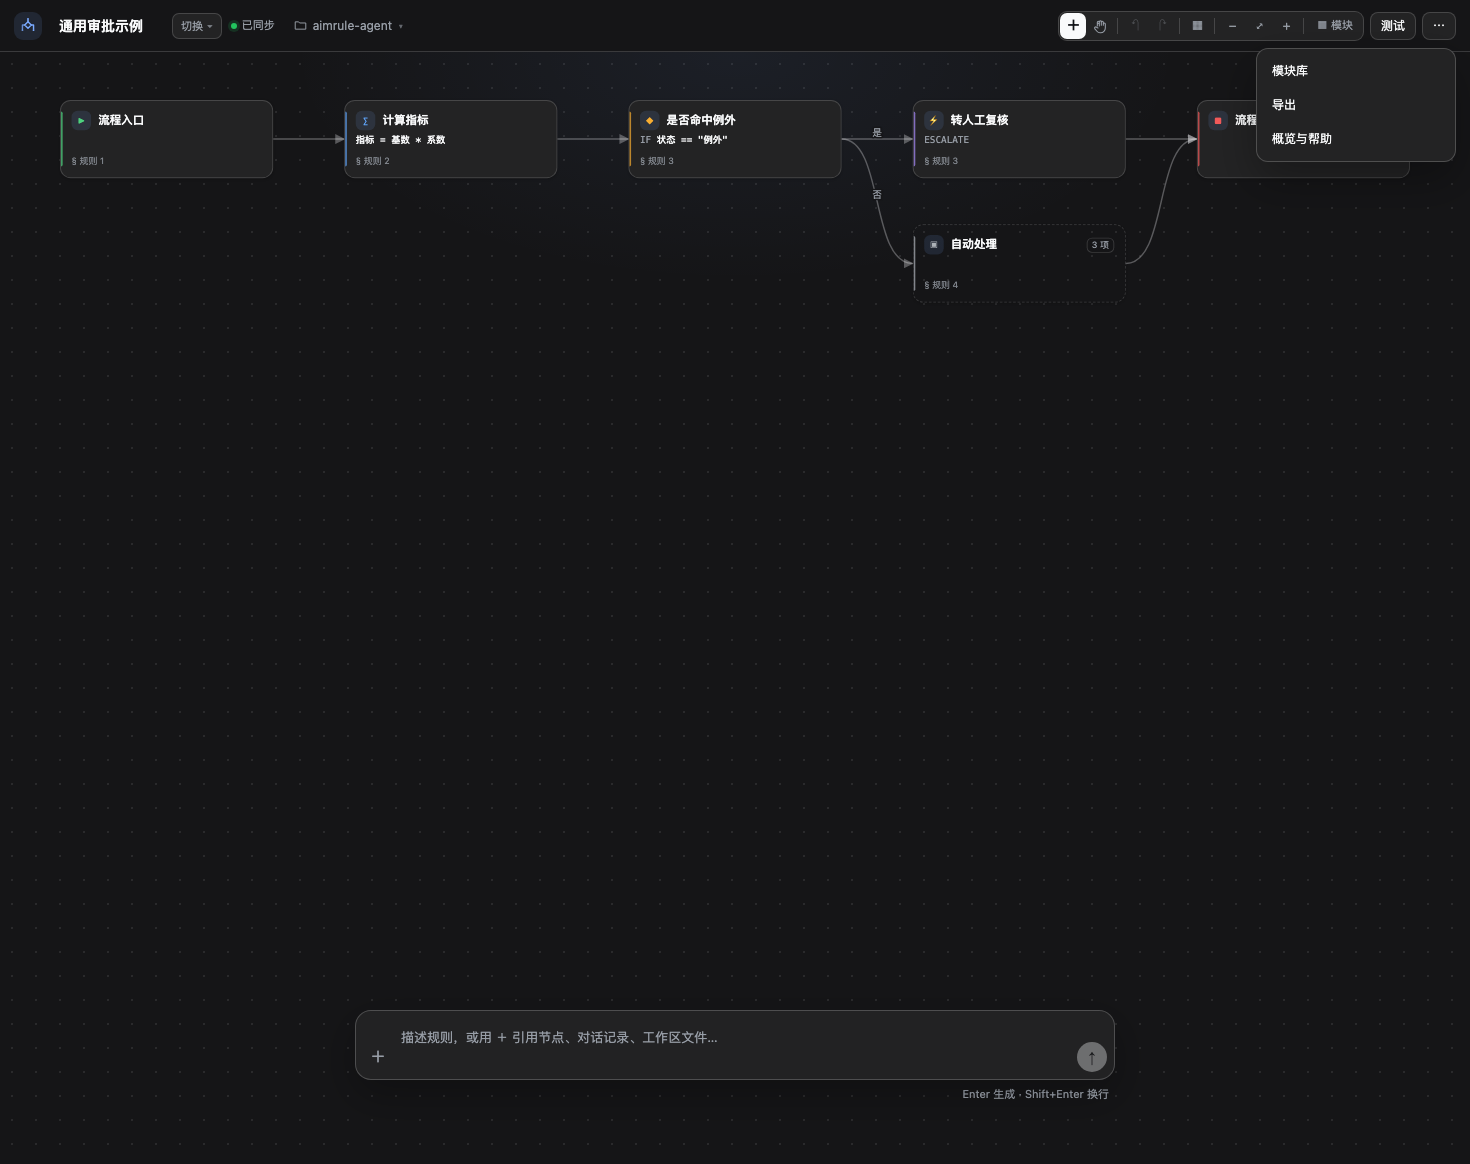 通用审批示例
切换
已同步
aimrule-agent
模块
测试
模块库
导出
概览与帮助
流程入口
§ 规则 1
计算指标
指标 = 基数 * 系数
§ 规则 2
是否命中例外
IF 状态 == "例外"
§ 规则 3
是
否
转人工复核
ESCALATE
§ 规则 3
流程
自动处理
3 项
§ 规则 4
描述规则，或用 + 引用节点、对话记录、工作区文件...
Enter 生成 · Shift+Enter 换行